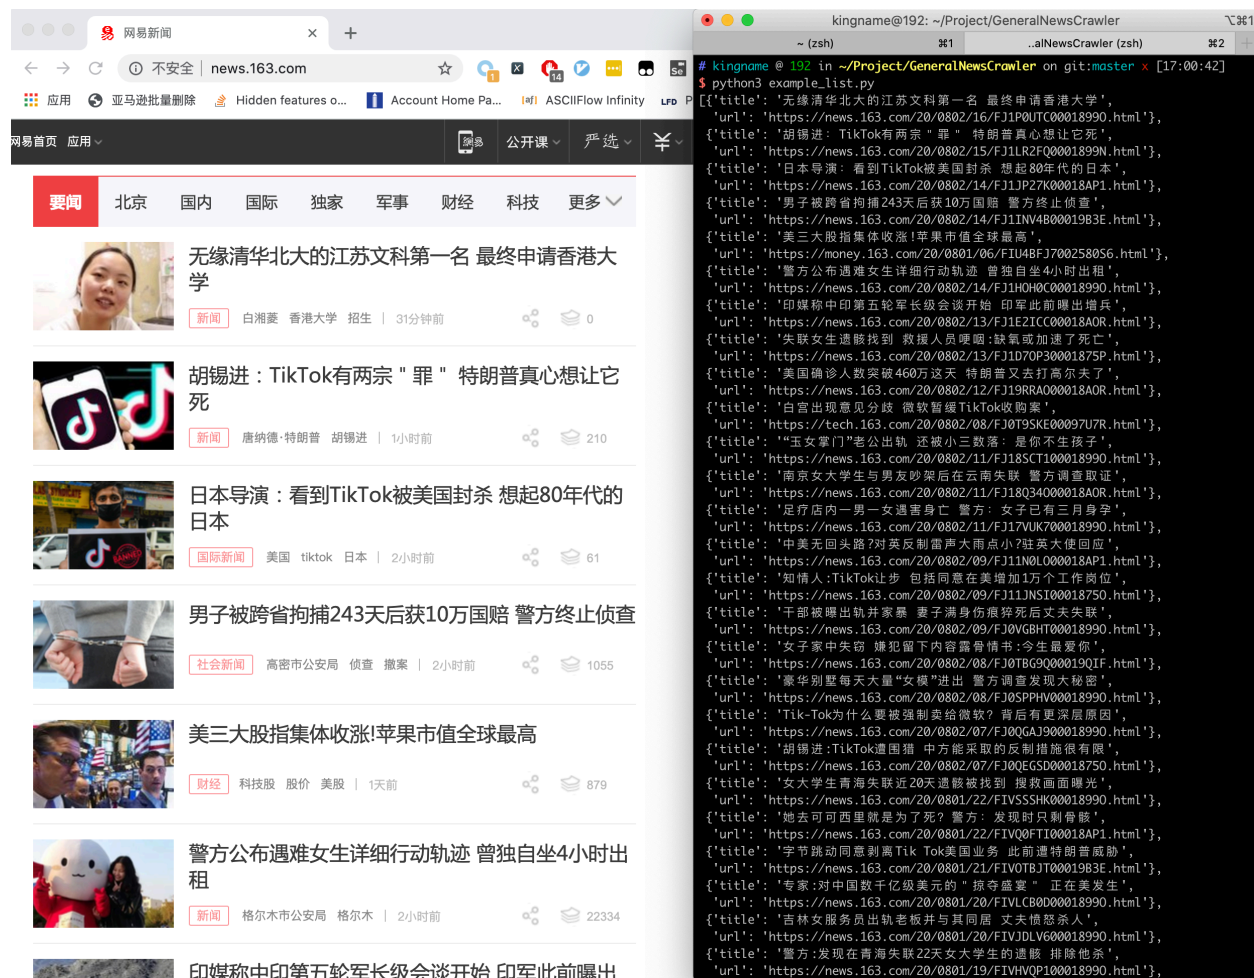 网易新闻
kingname@192: ~/Project/GeneralNewsCrawler
⌥⌘1
~ (zsh) ⌘1 ..alNewsCrawler (zsh) ⌘2
不安全 | news.163.com
应用 亚马逊批量删除 Hidden features o... Account Home Pa... ASCIIFlow Infinity LFD P
网易首页 应用 公开课 严选
要闻 北京 国内 国际 独家 军事 财经 科技 更多
无缘清华北大的江苏文科第一名 最终申请香港大
学
新闻 白湘菱 香港大学 招生 | 31分钟前 0
胡锡进：TikTok有两宗＂罪＂ 特朗普真心想让它
死
新闻 唐纳德·特朗普 胡锡进 | 1小时前 210
日本导演：看到TikTok被美国封杀 想起80年代的
日本
国际新闻 美国 tiktok 日本 | 2小时前 61
男子被跨省拘捕243天后获10万国赔 警方终止侦查
社会新闻 高密市公安局 侦查 撤案 | 2小时前 1055
美三大股指集体收涨!苹果市值全球最高
财经 科技股 股价 美股 | 1天前 879
警方公布遇难女生详细行动轨迹 曾独自坐4小时出
租
新闻 格尔木市公安局 格尔木 | 2小时前 22334
印媒称中印第五轮军长级会谈开始 印军此前曝出
# kingname @ 192 in ~/Project/GeneralNewsCrawler on git:master x [17:00:42]
$ python3 example_list.py
[{'title': '无缘清华北大的江苏文科第一名 最终申请香港大学',
'url': 'https://news.163.com/20/0802/16/FJ1P0UTC00018990.html'},
{'title': '胡锡进：TikTok有两宗＂罪＂ 特朗普真心想让它死',
'url': 'https://news.163.com/20/0802/15/FJ1LR2FQ0001899N.html'},
{'title': '日本导演：看到TikTok被美国封杀 想起80年代的日本',
'url': 'https://news.163.com/20/0802/14/FJ1JP27K00018AP1.html'},
{'title': '男子被跨省拘捕243天后获10万国赔 警方终止侦查',
'url': 'https://news.163.com/20/0802/14/FJ1INV4B00019B3E.html'},
{'title': '美三大股指集体收涨!苹果市值全球最高',
'url': 'https://money.163.com/20/0801/06/FIU4BFJ7002580S6.html'},
{'title': '警方公布遇难女生详细行动轨迹 曾独自坐4小时出租',
'url': 'https://news.163.com/20/0802/14/FJ1HOH0C0001899O.html'},
{'title': '印媒称中印第五轮军长级会谈开始 印军此前曝出增兵',
'url': 'https://news.163.com/20/0802/13/FJ1E2ICC00018AOR.html'},
{'title': '失联女生遗骸找到 救援人员哽咽:缺氧或加速了死亡',
'url': 'https://news.163.com/20/0802/13/FJ1D7OP30001875P.html'},
{'title': '美国确诊人数突破460万这天 特朗普又去打高尔夫了',
'url': 'https://news.163.com/20/0802/12/FJ19RRAO00018AOR.html'},
{'title': '白宫出现意见分歧 微软暂缓TikTok收购案',
'url': 'https://tech.163.com/20/0802/08/FJ0T9SKE00097U7R.html'},
{'title': '“玉女掌门”老公出轨 还被小三数落：是你不生孩子',
'url': 'https://news.163.com/20/0802/11/FJ18SCT10001899O.html'},
{'title': '南京女大学生与男友吵架后在云南失联 警方调查取证',
'url': 'https://news.163.com/20/0802/11/FJ18Q34O00018AOR.html'},
{'title': '足疗店内一男一女遇害身亡 警方：女子已有三月身孕',
'url': 'https://news.163.com/20/0802/11/FJ17VUK70001899O.html'},
{'title': '中美无回头路?对英反制雷声大雨点小?驻英大使回应',
'url': 'https://news.163.com/20/0802/09/FJ11N0LO00018AP1.html'},
{'title': '知情人:TikTok让步 包括同意在美增加1万个工作岗位',
'url': 'https://news.163.com/20/0802/09/FJ11JNSI0001875O.html'},
{'title': '干部被曝出轨并家暴 妻子满身伤痕猝死后丈夫失联',
'url': 'https://news.163.com/20/0802/09/FJ0VGBHT0001899O.html'},
{'title': '女子家中失窃 嫌犯留下内容露骨情书:今生最爱你',
'url': 'https://news.163.com/20/0802/08/FJ0TBG9Q00019QIF.html'},
{'title': '豪华别墅每天大量“女模”进出 警方调查发现大秘密',
'url': 'https://news.163.com/20/0802/08/FJ0SPPHV0001899O.html'},
{'title': 'Tik-Tok为什么要被强制卖给微软？背后有更深层原因',
'url': 'https://news.163.com/20/0802/07/FJ0QGAJ90001899O.html'},
{'title': '胡锡进:TikTok遭围猎 中方能采取的反制措施很有限',
'url': 'https://news.163.com/20/0802/07/FJ0QEGSD0001875O.html'},
{'title': '女大学生青海失联近20天遗骸被找到 搜救画面曝光',
'url': 'https://news.163.com/20/0801/22/FIVSSSHK0001899O.html'},
{'title': '她去可可西里就是为了死？警方：发现时只剩骨骸',
'url': 'https://news.163.com/20/0801/22/FIVQ0FTI00018AP1.html'},
{'title': '字节跳动同意剥离Tik Tok美国业务 此前遭特朗普威胁',
'url': 'https://news.163.com/20/0801/21/FIVOTBJT00019B3E.html'},
{'title': '专家:对中国数千亿级美元的＂掠夺盛宴＂ 正在美发生',
'url': 'https://news.163.com/20/0801/20/FIVLCB0D0001899O.html'},
{'title': '吉林女服务员出轨老板并与其同居 丈夫愤怒杀人',
'url': 'https://news.163.com/20/0801/20/FIVJDLV60001899O.html'},
{'title': '警方:发现在青海失联22天女大学生的遗骸 排除他杀',
'url': 'https://news.163.com/20/0801/19/FIVHVQP10001899O.html'},